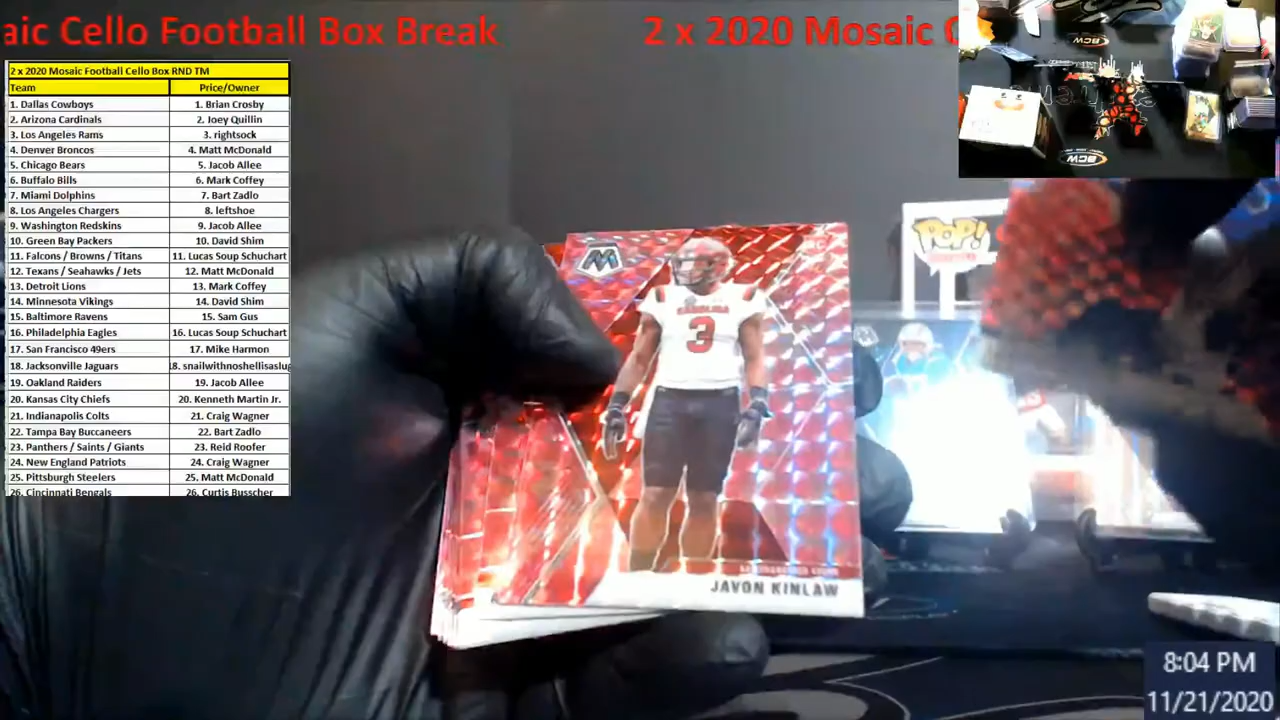 aic Cello Football Box Break
2 x 2020 Mosaic C
2 x 2020 Mosaic Football Cello Box RND TM
Team Price/Owner
1. Dallas Cowboys 1. Brian Crosby
2. Arizona Cardinals 2. Joey Quillin
3. Los Angeles Rams 3. rightsock
4. Denver Broncos 4. Matt McDonald
5. Chicago Bears 5. Jacob Allee
6. Buffalo Bills 6. Mark Coffey
7. Miami Dolphins 7. Bart Zadlo
8. Los Angeles Chargers 8. leftshoe
9. Washington Redskins 9. Jacob Allee
10. Green Bay Packers 10. David Shim
11. Falcons / Browns / Titans 11. Lucas Soup Schuchart
12. Texans / Seahawks / Jets 12. Matt McDonald
13. Detroit Lions 13. Mark Coffey
14. Minnesota Vikings 14. David Shim
15. Baltimore Ravens 15. Sam Gus
16. Philadelphia Eagles 16. Lucas Soup Schuchart
17. San Francisco 49ers 17. Mike Harmon
18. Jacksonville Jaguars 18. snailwithnoshellisaslug
19. Oakland Raiders 19. Jacob Allee
20. Kansas City Chiefs 20. Kenneth Martin Jr.
21. Indianapolis Colts 21. Craig Wagner
22. Tampa Bay Buccaneers 22. Bart Zadlo
23. Panthers / Saints / Giants 23. Reid Roofer
24. New England Patriots 24. Craig Wagner
25. Pittsburgh Steelers 25. Matt McDonald
26. Cincinnati Bengals 26. Curtis Busscher
BCW
BCW
POP!
M
CAROLINA
3
JAVON KINLAW
8:04 PM
11/21/2020